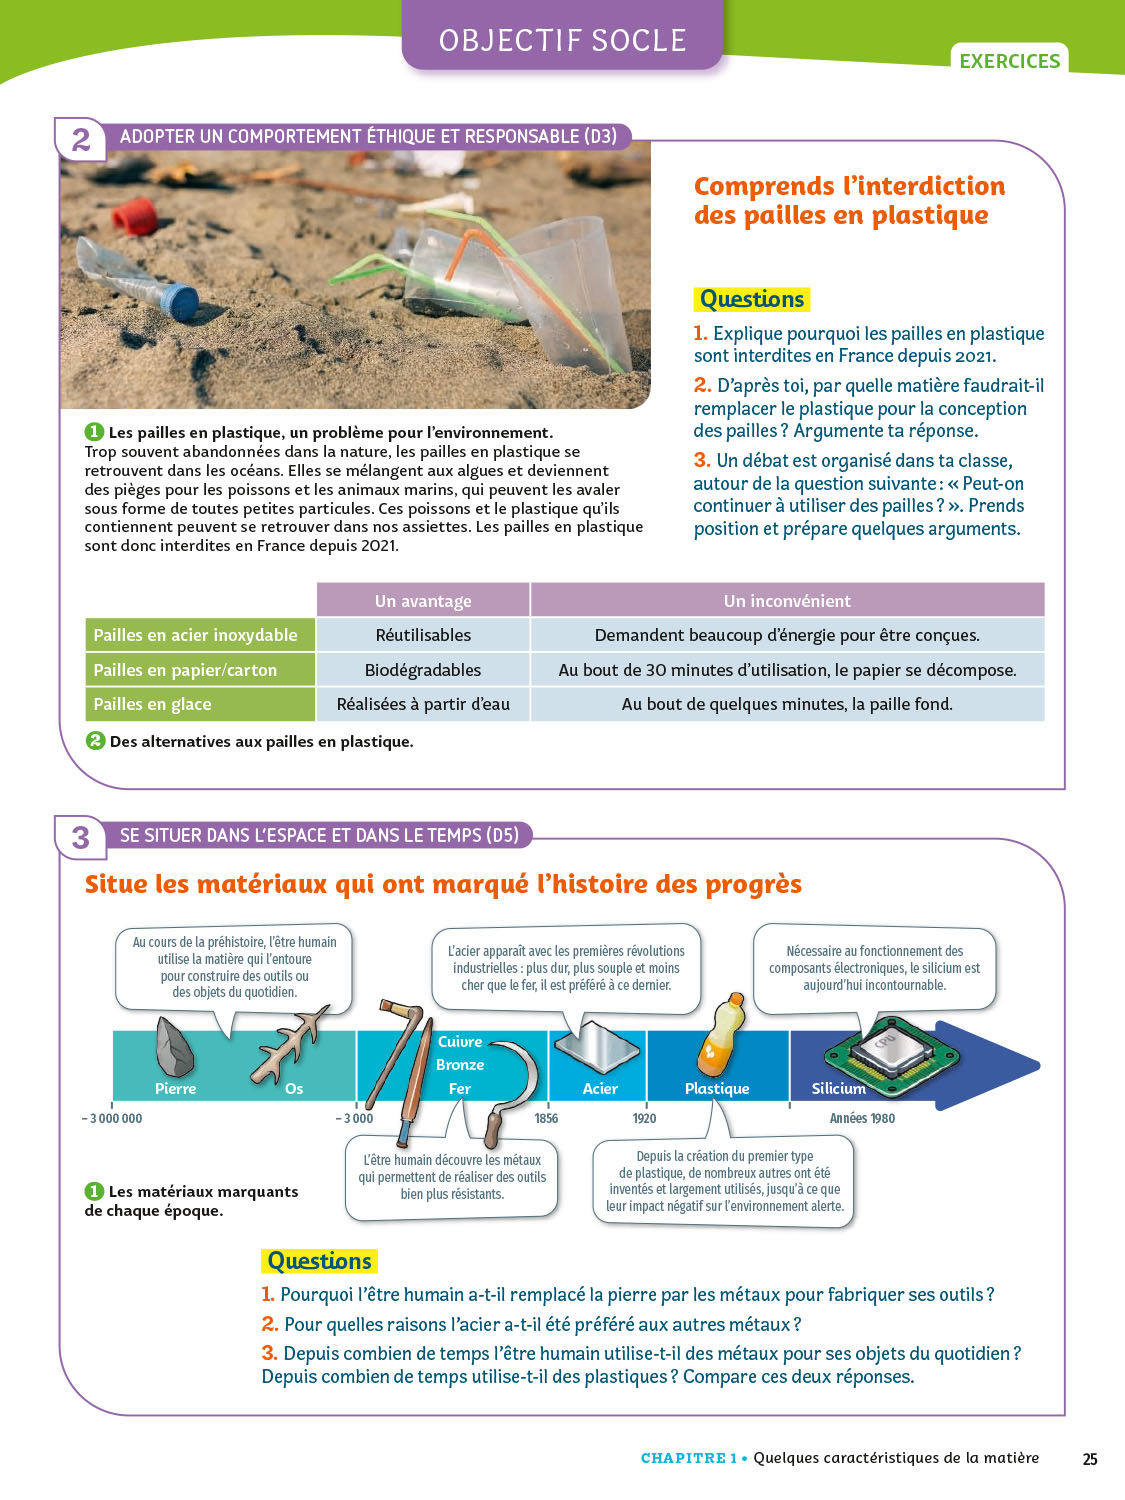 OBJECTIF SOCLE
EXERCICES
2
ADOPTER UN COMPORTEMENT ÉTHIQUE ET RESPONSABLE (D3)
Comprends l’interdiction
des pailles en plastique
Questions
1. Explique pourquoi les pailles en plastique
sont interdites en France depuis 2021.
2. D’après toi, par quelle matière faudrait-il
remplacer le plastique pour la conception
des pailles ? Argumente ta réponse.
3. Un débat est organisé dans ta classe,
autour de la question suivante : « Peut-on
continuer à utiliser des pailles ? ». Prends
position et prépare quelques arguments.
1 Les pailles en plastique, un problème pour l’environnement.
Trop souvent abandonnées dans la nature, les pailles en plastique se
retrouvent dans les océans. Elles se mélangent aux algues et deviennent
des pièges pour les poissons et les animaux marins, qui peuvent les avaler
sous forme de toutes petites particules. Ces poissons et le plastique qu’ils
contiennent peuvent se retrouver dans nos assiettes. Les pailles en plastique
sont donc interdites en France depuis 2021.
Un avantage Un inconvénient
Pailles en acier inoxydable Réutilisables Demandent beaucoup d’énergie pour être conçues.
Pailles en papier/carton Biodégradables Au bout de 30 minutes d’utilisation, le papier se décompose.
Pailles en glace Réalisées à partir d’eau Au bout de quelques minutes, la paille fond.
2 Des alternatives aux pailles en plastique.
3
SE SITUER DANS L’ESPACE ET DANS LE TEMPS (D5)
Situe les matériaux qui ont marqué l’histoire des progrès
Au cours de la préhistoire, l’être humain
utilise la matière qui l’entoure
pour construire des outils ou
des objets du quotidien.
L’acier apparaît avec les premières révolutions
industrielles : plus dur, plus souple et moins
cher que le fer, il est préféré à ce dernier.
Nécessaire au fonctionnement des
composants électroniques, le silicium est
aujourd’hui incontournable.
Pierre
Os
Cuivre
Bronze
Fer
Acier
Plastique
Silicium
CPU
– 3 000 000
– 3 000
1856
1920
Années 1980
L’être humain découvre les métaux
qui permettent de réaliser des outils
bien plus résistants.
Depuis la création du premier type
de plastique, de nombreux autres ont été
inventés et largement utilisés, jusqu’à ce que
leur impact négatif sur l’environnement alerte.
1 Les matériaux marquants
de chaque époque.
Questions
1. Pourquoi l’être humain a-t-il remplacé la pierre par les métaux pour fabriquer ses outils ?
2. Pour quelles raisons l’acier a-t-il été préféré aux autres métaux ?
3. Depuis combien de temps l’être humain utilise-t-il des métaux pour ses objets du quotidien ?
Depuis combien de temps utilise-t-il des plastiques ? Compare ces deux réponses.
CHAPITRE 1 • Quelques caractéristiques de la matière 25